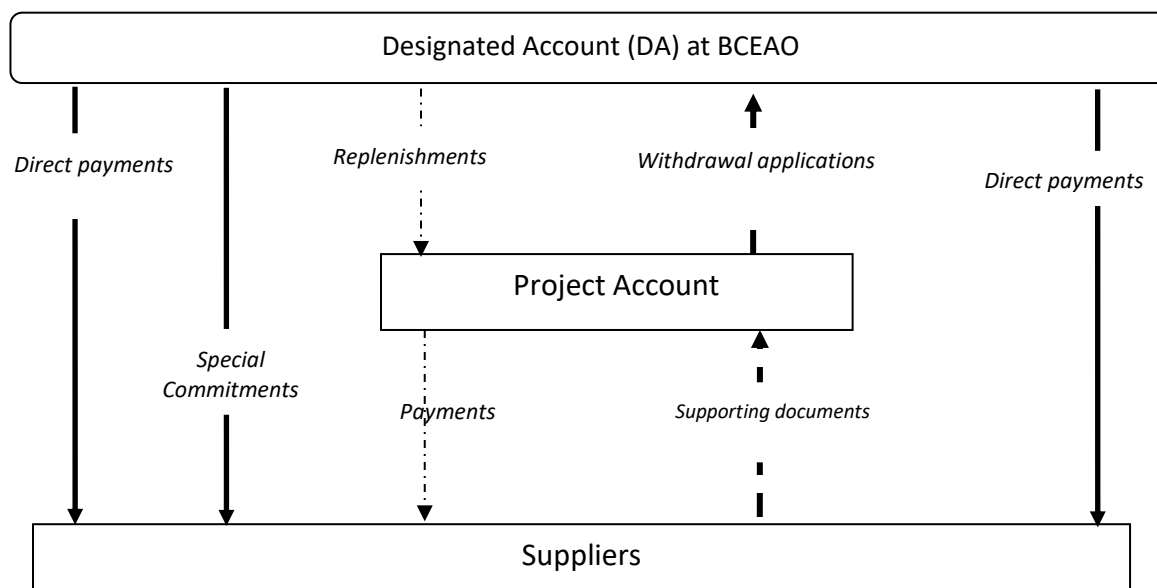 Designated Account (DA) at BCEAO
Direct payments
Replenishments
Withdrawal applications
Direct payments
Project Account
Special
Commitments
Payments
Supporting documents
Suppliers